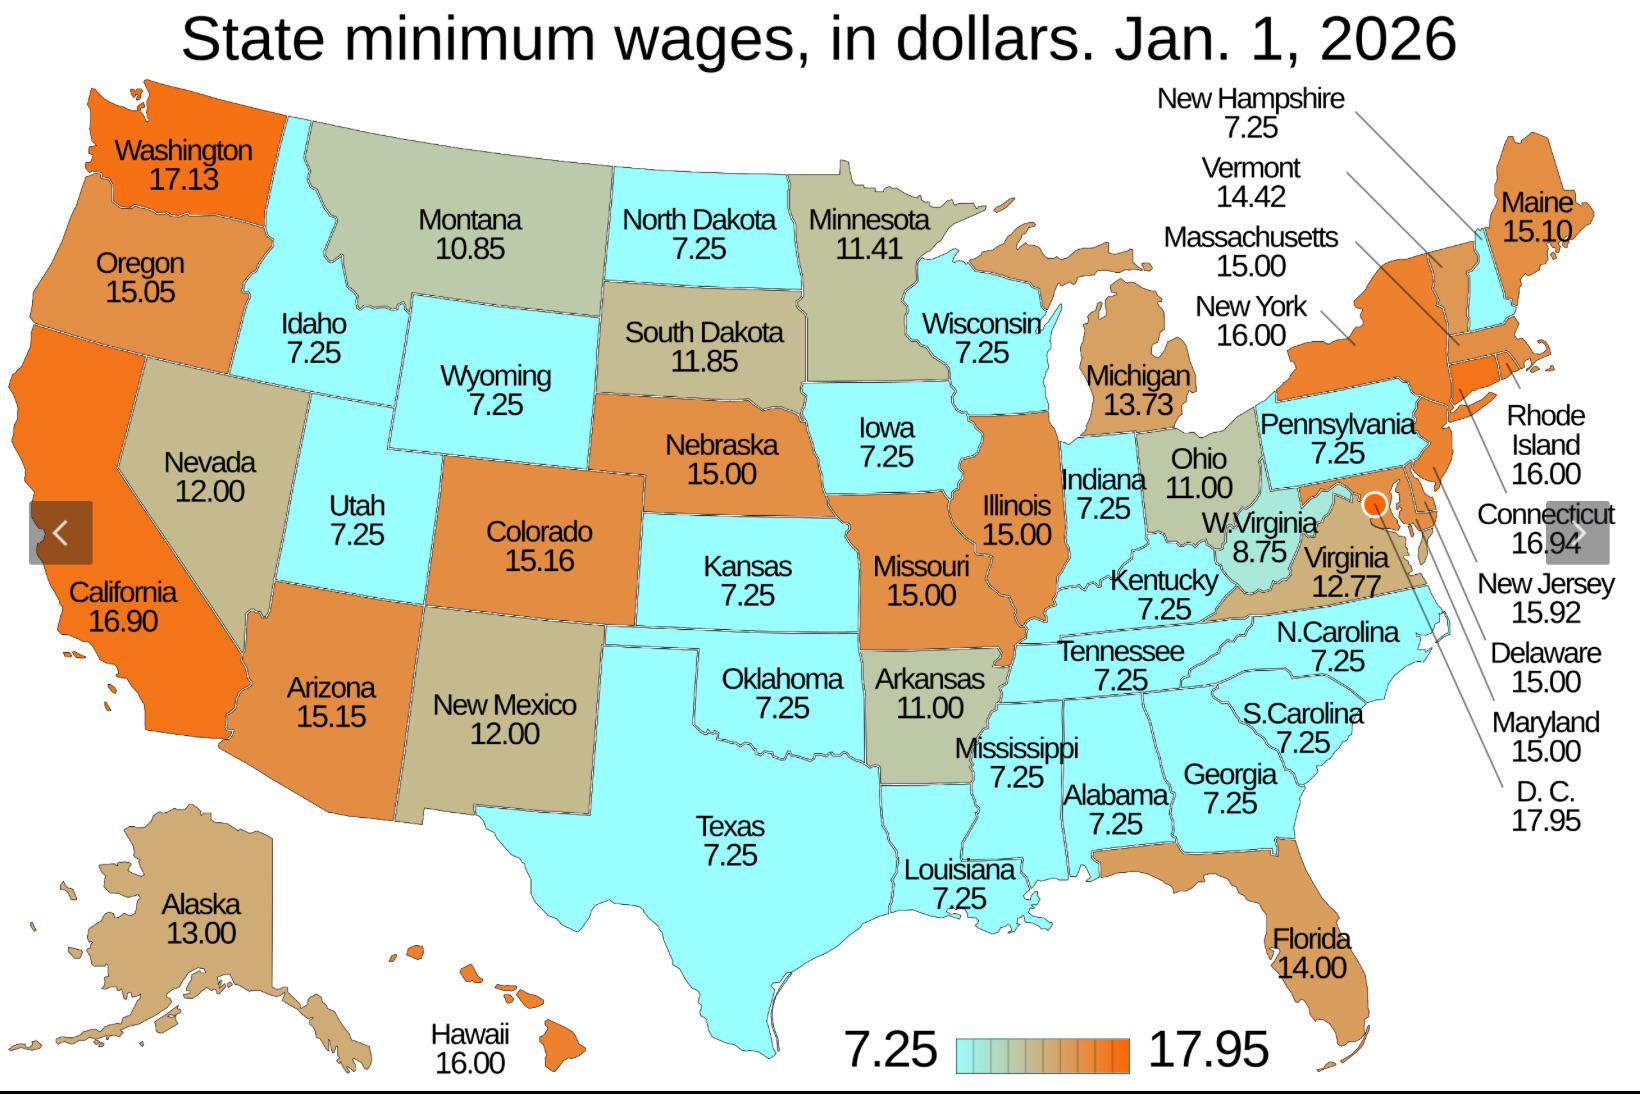 State minimum wages, in dollars. Jan. 1, 2026
New Hampshire
7.25
Vermont
14.42
Massachusetts
15.00
New York
16.00
Maine
15.10
Washington
17.13
Oregon
15.05
Idaho
7.25
Montana
10.85
North Dakota
7.25
Minnesota
11.41
South Dakota
11.85
Wisconsin
7.25
Michigan
13.73
Wyoming
7.25
Nevada
12.00
Utah
7.25
Colorado
15.16
Nebraska
15.00
Iowa
7.25
Illinois
15.00
Indiana
7.25
Ohio
11.00
Pennsylvania
7.25
Rhode
Island
16.00
Connecticut
16.94
New Jersey
15.92
Delaware
15.00
Maryland
15.00
D. C.
17.95
California
16.90
Kansas
7.25
Missouri
15.00
Kentucky
7.25
W.Virginia
8.75
Virginia
12.77
Arizona
15.15
New Mexico
12.00
Oklahoma
7.25
Arkansas
11.00
Tennessee
7.25
N.Carolina
7.25
S.Carolina
7.25
Mississippi
7.25
Alabama
7.25
Georgia
7.25
Texas
7.25
Louisiana
7.25
Florida
14.00
Alaska
13.00
Hawaii
16.00
7.25
17.95